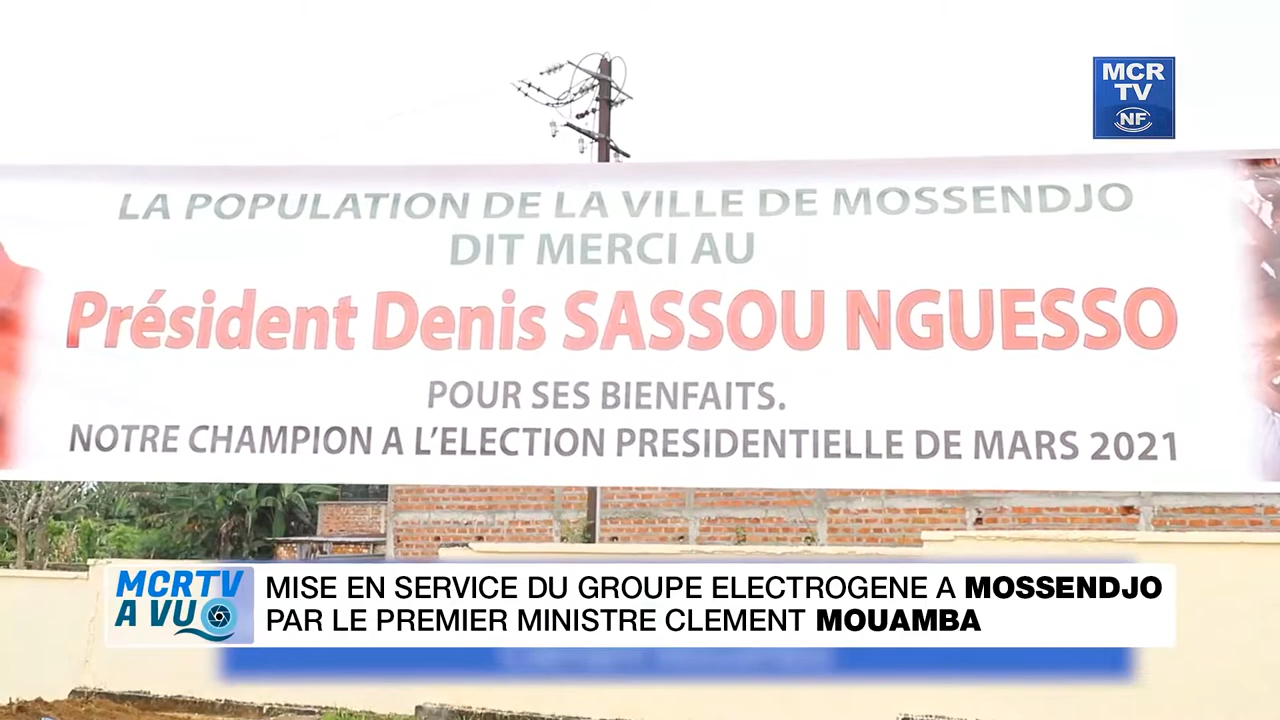 MCR
TV
NF
LA POPULATION DE LA VILLE DE MOSSENDJO
DIT MERCI AU
Président Denis SASSOU NGUESSO
POUR SES BIENFAITS.
NOTRE CHAMPION A L'ELECTION PRESIDENTIELLE DE MARS 2021
MCRTV
A VU
MISE EN SERVICE DU GROUPE ELECTROGENE A MOSSENDJO
PAR LE PREMIER MINISTRE CLEMENT MOUAMBA